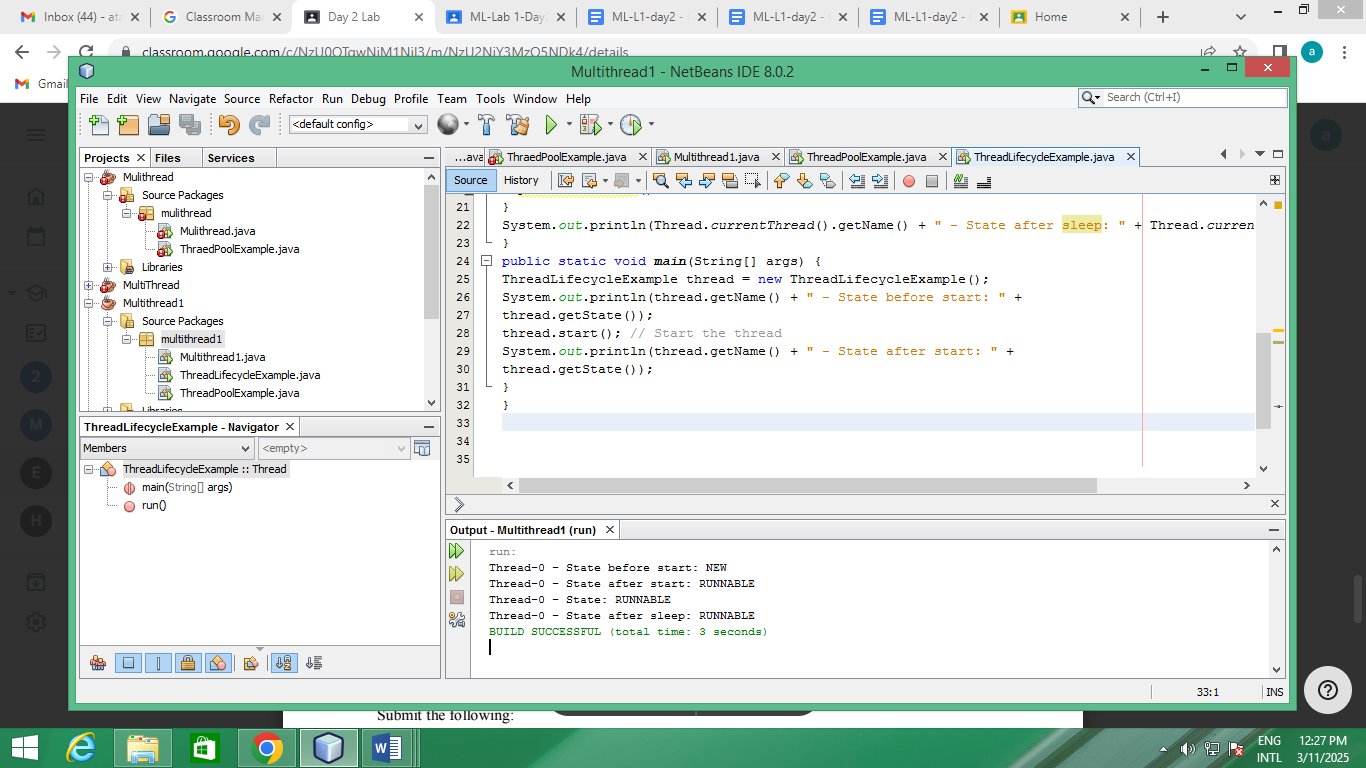 Inbox (44) - ata
Classroom Man
Day 2 Lab
ML-Lab 1-Day2
ML-L1-day2 -
ML-L1-day2 -
ML-L1-day2 -
Home
classroom.google.com/c/NzU0OTgwNjM1Njl3/m/NzU2NjY3MzQ5NDk4/details
a
Gmail
Multithread1 - NetBeans IDE 8.0.2
File Edit View Navigate Source Refactor Run Debug Profile Team Tools Window Help
Search (Ctrl+I)
<default config>
Projects
Files
Services
...ava
ThraedPoolExample.java
Multithread1.java
ThreadPoolExample.java
ThreadLifecycleExample.java
Source
History
Mulithread
Source Packages
mulithread
Mulithread.java
ThraedPoolExample.java
Libraries
MultiThread
Multithread1
Source Packages
multithread1
Multithread1.java
ThreadLifecycleExample.java
ThreadPoolExample.java
Libraries
21 }
22 System.out.println(Thread.currentThread().getName() + " - State after sleep: " + Thread.curren
23 }
24 public static void main(String[] args) {
25 ThreadLifecycleExample thread = new ThreadLifecycleExample();
26 System.out.println(thread.getName() + " - State before start: " +
27 thread.getState());
28 thread.start(); // Start the thread
29 System.out.println(thread.getName() + " - State after start: " +
30 thread.getState());
31 }
32 }
33
34
35
ThreadLifecycleExample - Navigator
Members
<empty>
ThreadLifecycleExample :: Thread
main(String[] args)
run()
Output - Multithread1 (run)
run:
Thread-0 - State before start: NEW
Thread-0 - State after start: RUNNABLE
Thread-0 - State: RUNNABLE
Thread-0 - State after sleep: RUNNABLE
BUILD SUCCESSFUL (total time: 3 seconds)
33:1
INS
a
2
M
E
H
Submit the following:
ENG
INTL
12:27 PM
3/11/2025